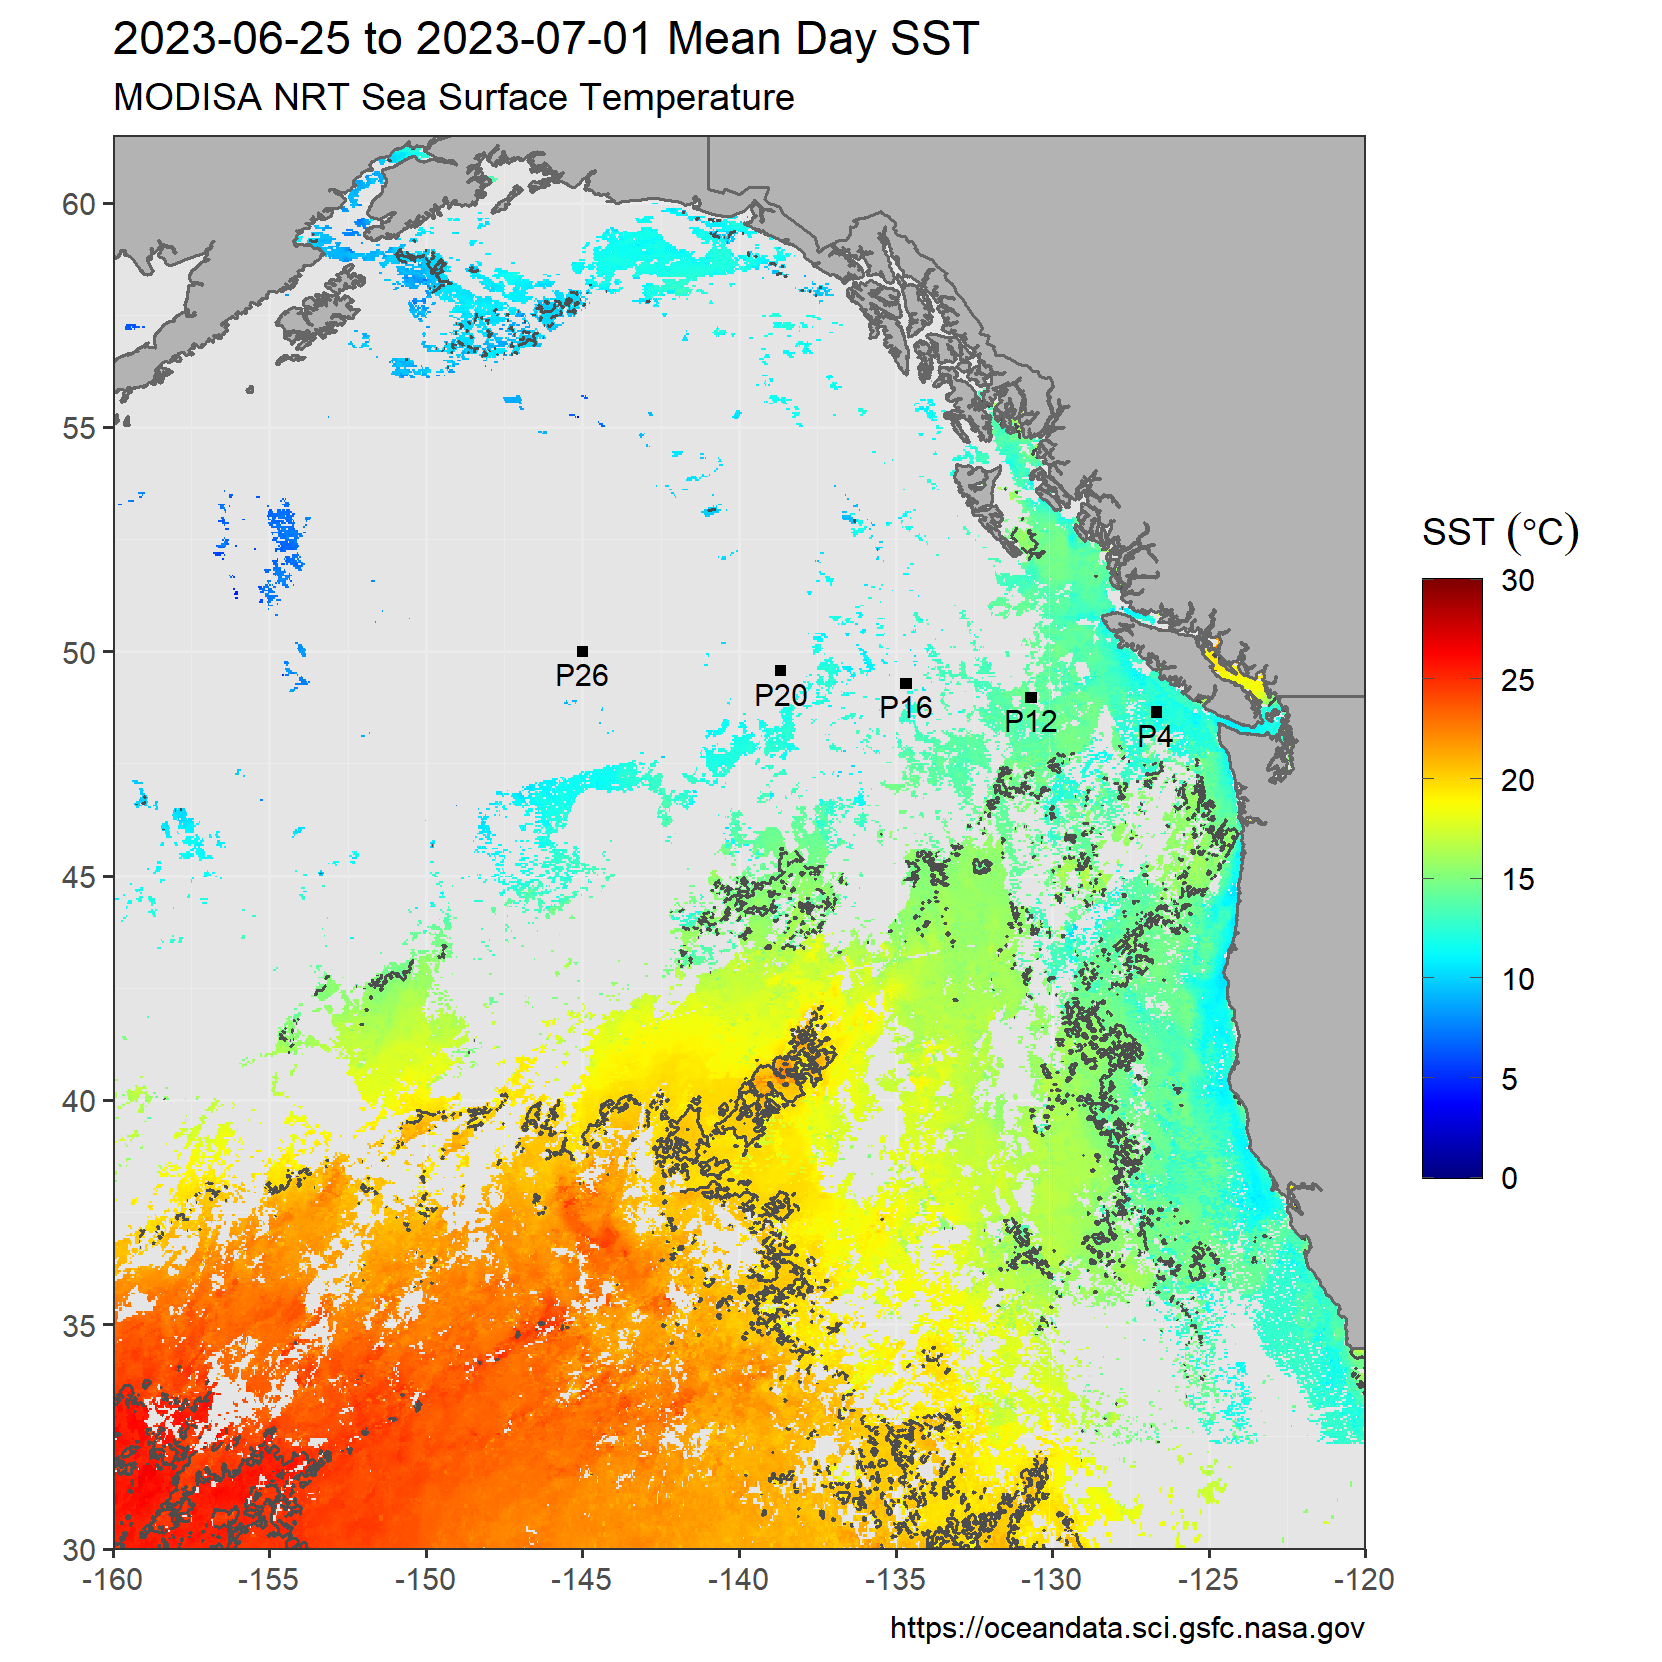 2023-06-25 to 2023-07-01 Mean Day SST
MODISA NRT Sea Surface Temperature
60
55
50
45
40
35
30
P26
P20
P16
P12
P4
-160
-155
-150
-145
-140
-135
-130
-125
-120
SST (°C)
30
25
20
15
10
5
0
https://oceandata.sci.gsfc.nasa.gov